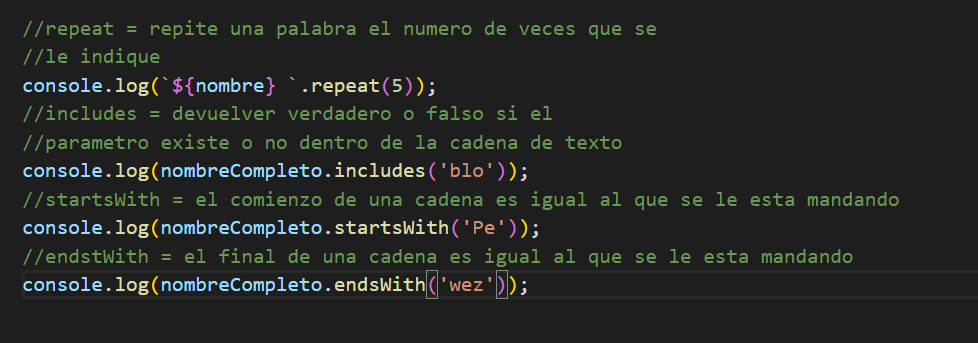 //repeat = repite una palabra el numero de veces que se
//le indique
console.log(`${nombre} `.repeat(5));
//includes = devuelver verdadero o falso si el
//parametro existe o no dentro de la cadena de texto
console.log(nombreCompleto.includes('blo'));
//startsWith = el comienzo de una cadena es igual al que se le esta mandando
console.log(nombreCompleto.startsWith('Pe'));
//endstWith = el final de una cadena es igual al que se le esta mandando
console.log(nombreCompleto.endsWith('wez'));